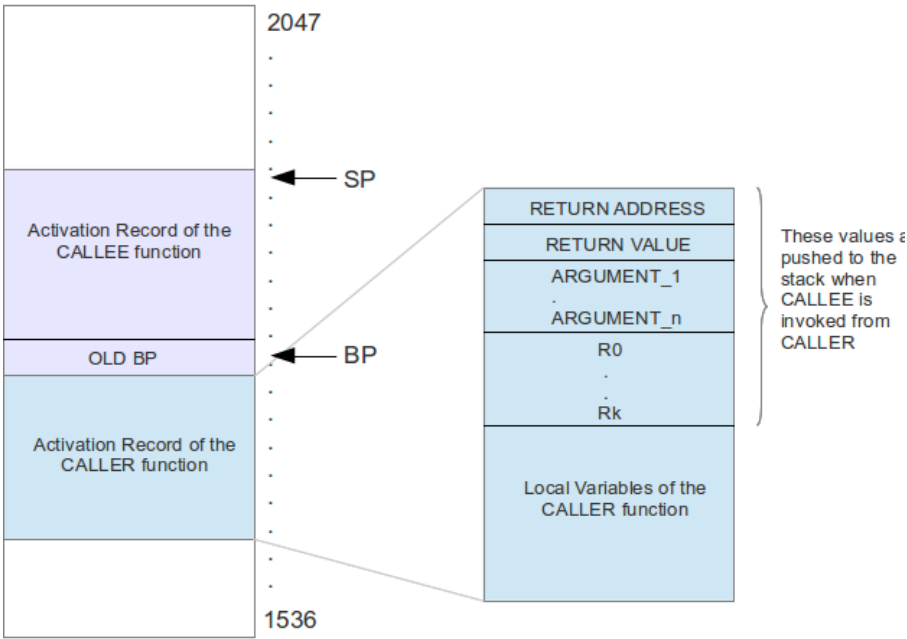 2047
SP
Activation Record of the
CALLEE function
OLD BP
BP
Activation Record of the
CALLER function
1536
RETURN ADDRESS
RETURN VALUE
ARGUMENT_1
.
ARGUMENT_n
R0
.
.
Rk
Local Variables of the
CALLER function
These values a
pushed to the
stack when
CALLEE is
invoked from
CALLER